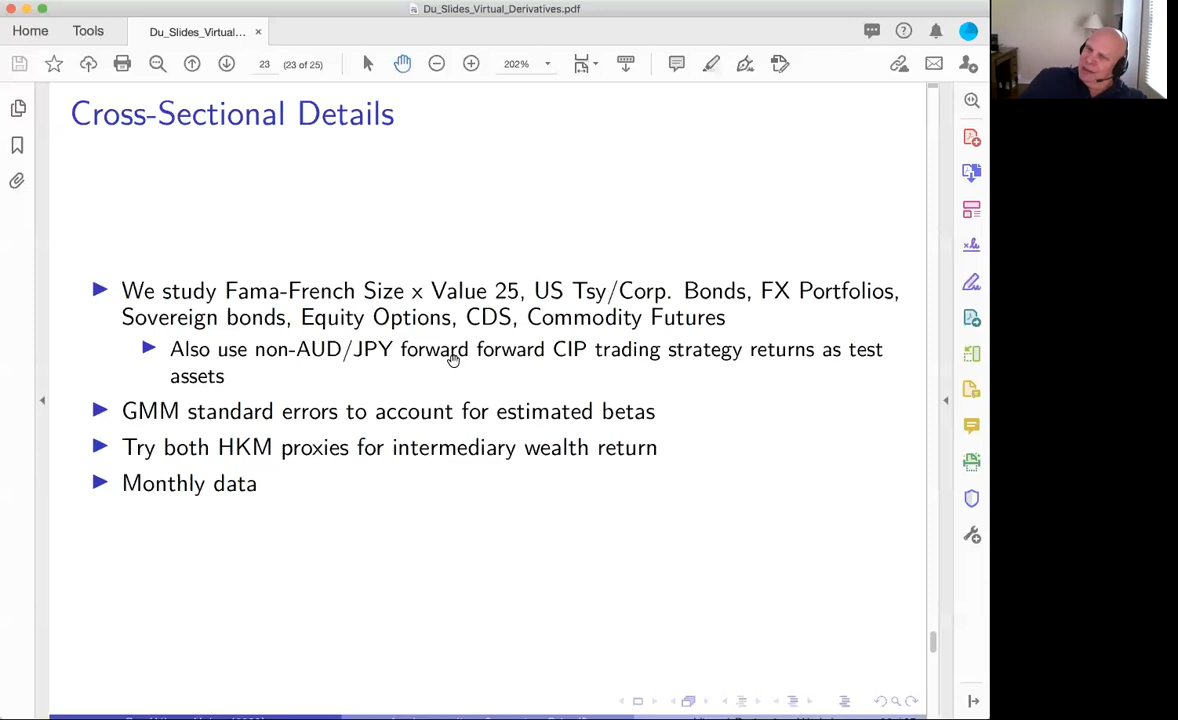 Du_Slides_Virtual_Derivatives.pdf
Home Tools Du_Slides_Virtual... ×
23 (23 of 25) 202%
Cross-Sectional Details
We study Fama-French Size x Value 25, US Tsy/Corp. Bonds, FX Portfolios,
Sovereign bonds, Equity Options, CDS, Commodity Futures
Also use non-AUD/JPY forward forward CIP trading strategy returns as test
assets
GMM standard errors to account for estimated betas
Try both HKM proxies for intermediary wealth return
Monthly data